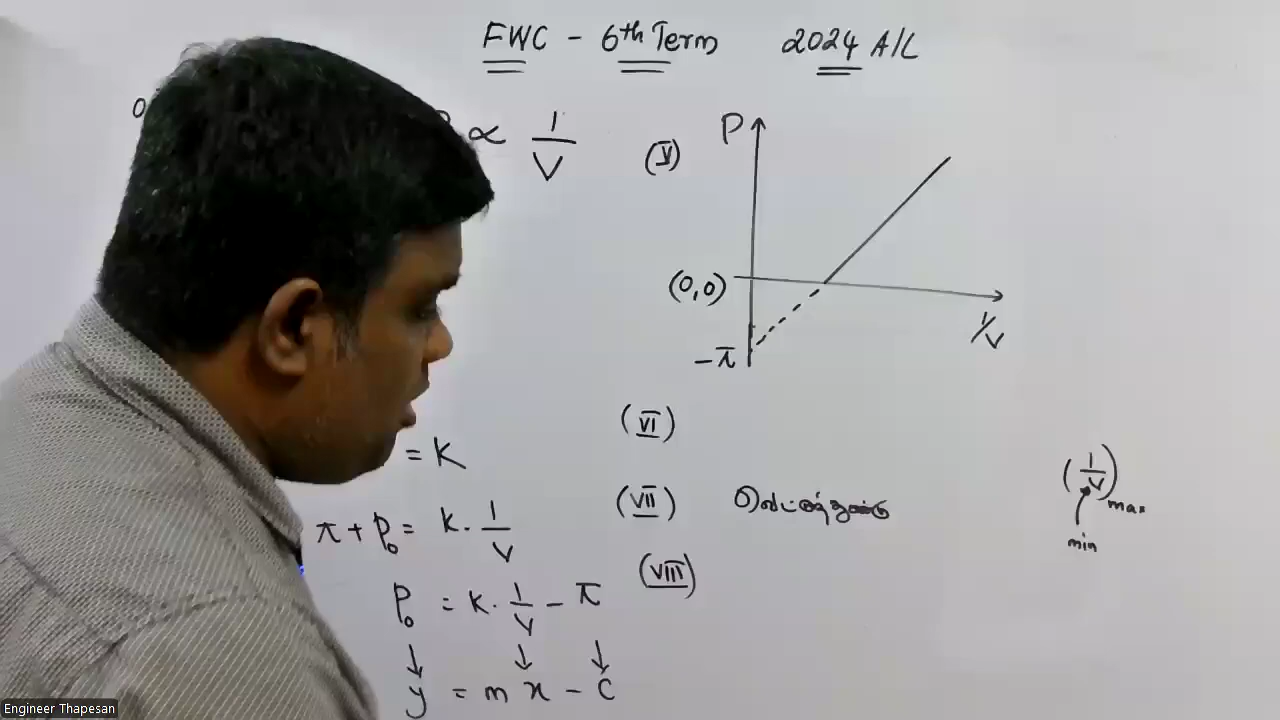 FWC - 6th Term 2024 A/L
∝ 1/V
(V)
P
(0,0)
1/V
-π
(VI)
= K
(VII)
(1/V)max
min
π + P₀ = K · 1/V
(VIII)
P₀ = K · 1/V - π
↓ ↓ ↓
y = m x - C
Engineer Thapesan